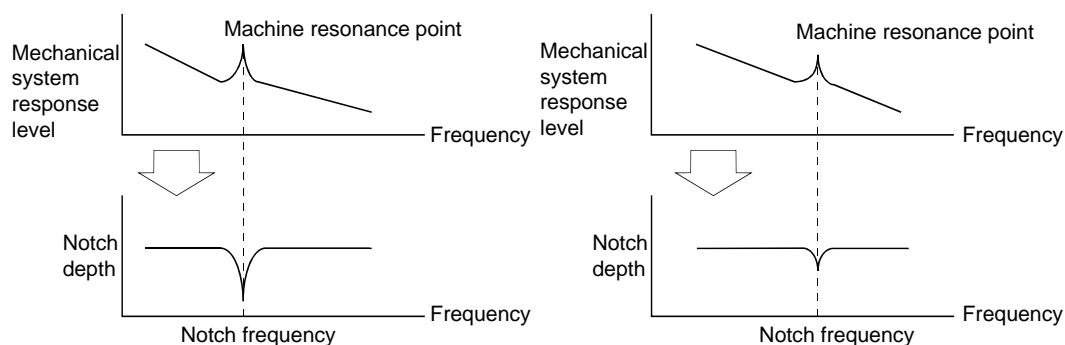 Machine resonance point
Mechanical
system
response
level
Frequency
Notch
depth
Frequency
Notch frequency
Machine resonance point
Mechanical
system
response
level
Frequency
Notch
depth
Frequency
Notch frequency